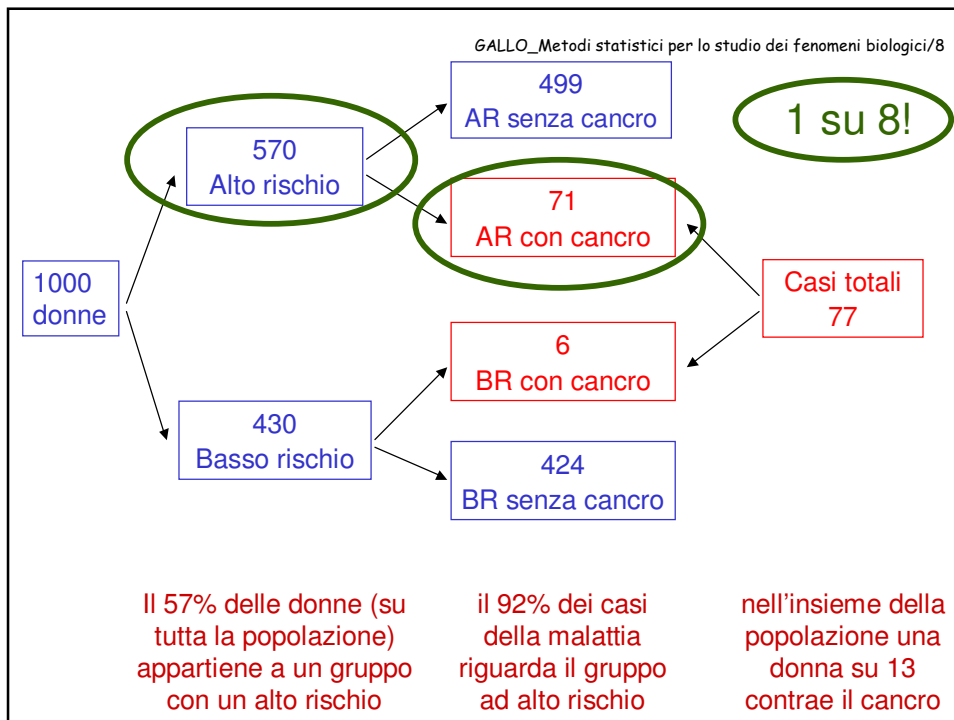 GALLO_Metodi statistici per lo studio dei fenomeni biologici/8
499
AR senza cancro
1 su 8!
570
Alto rischio
71
AR con cancro
1000
donne
Casi totali
77
6
BR con cancro
430
Basso rischio
424
BR senza cancro
Il 57% delle donne (su
tutta la popolazione)
appartiene a un gruppo
con un alto rischio
il 92% dei casi
della malattia
riguarda il gruppo
ad alto rischio
nell'insieme della
popolazione una
donna su 13
contrae il cancro